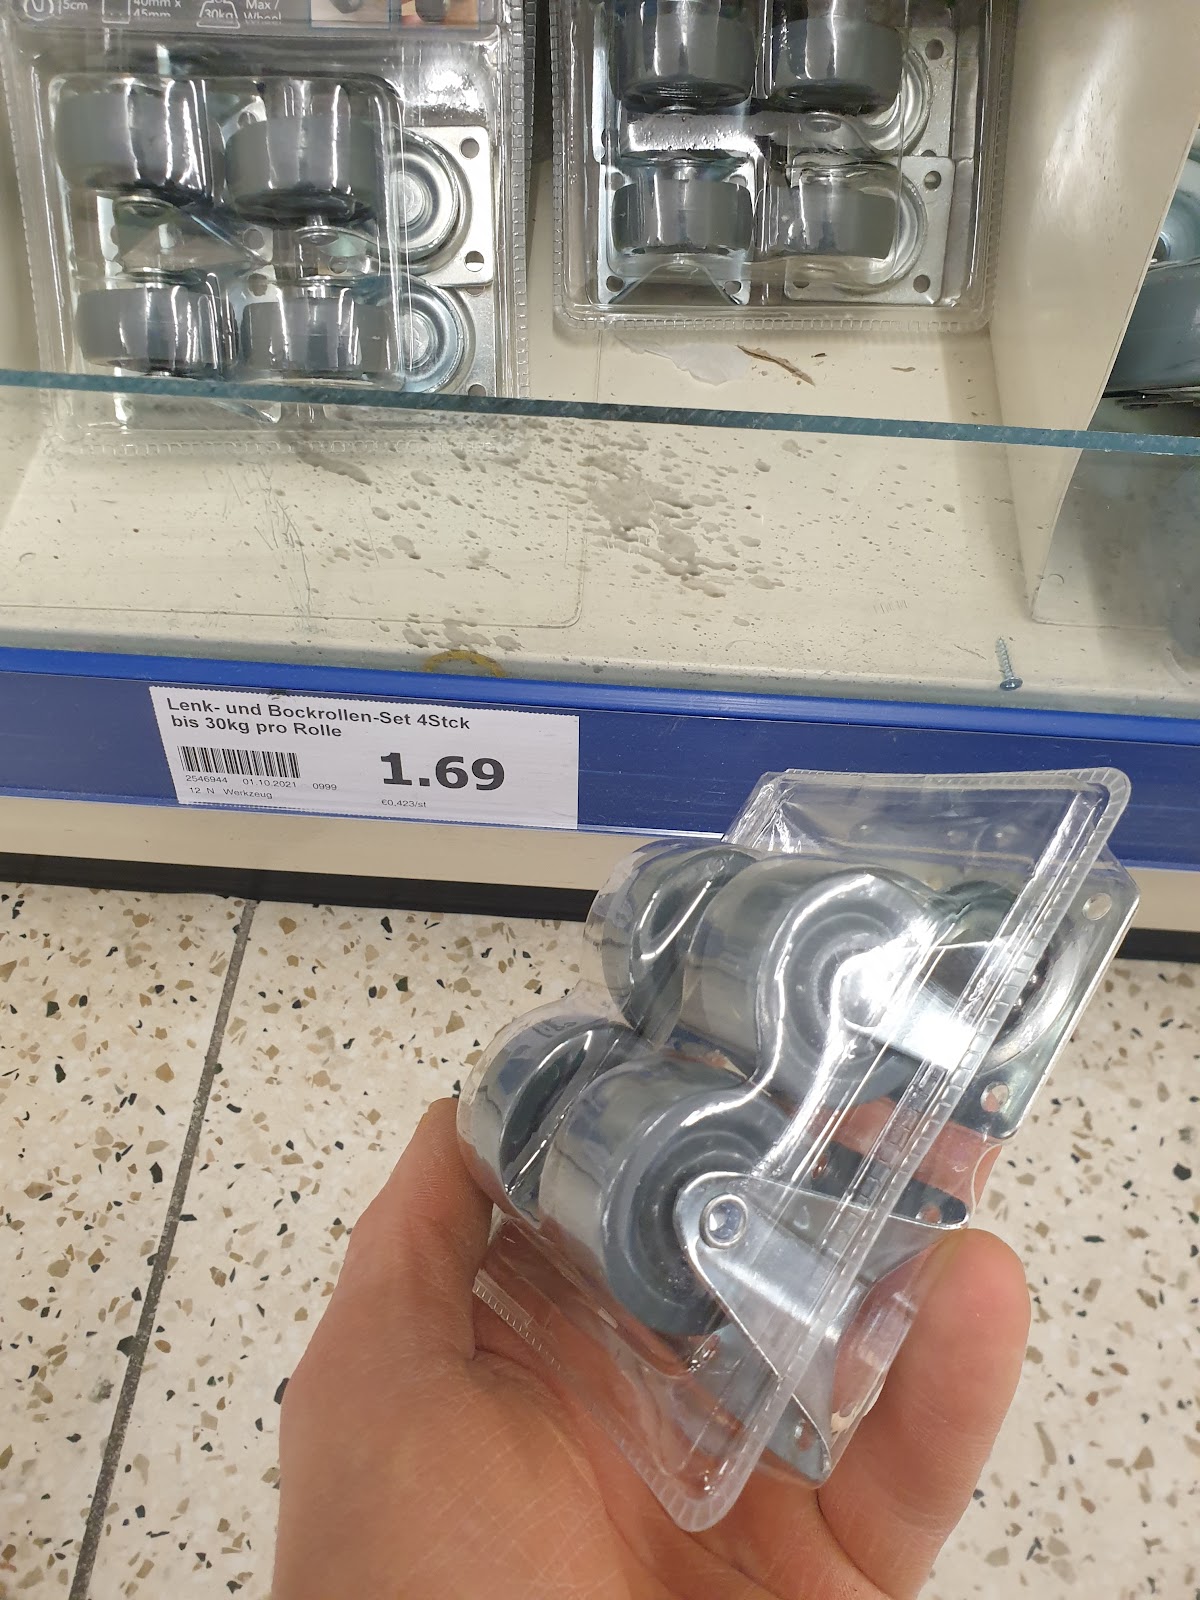 5cm
40mm x
45mm
30kg
Max /
Wheel
Lenk- und Bockrollen-Set 4Stck
bis 30kg pro Rolle
1.69
2546944 01.10.2021 0999
12 N Werkzeug
€0,423/st